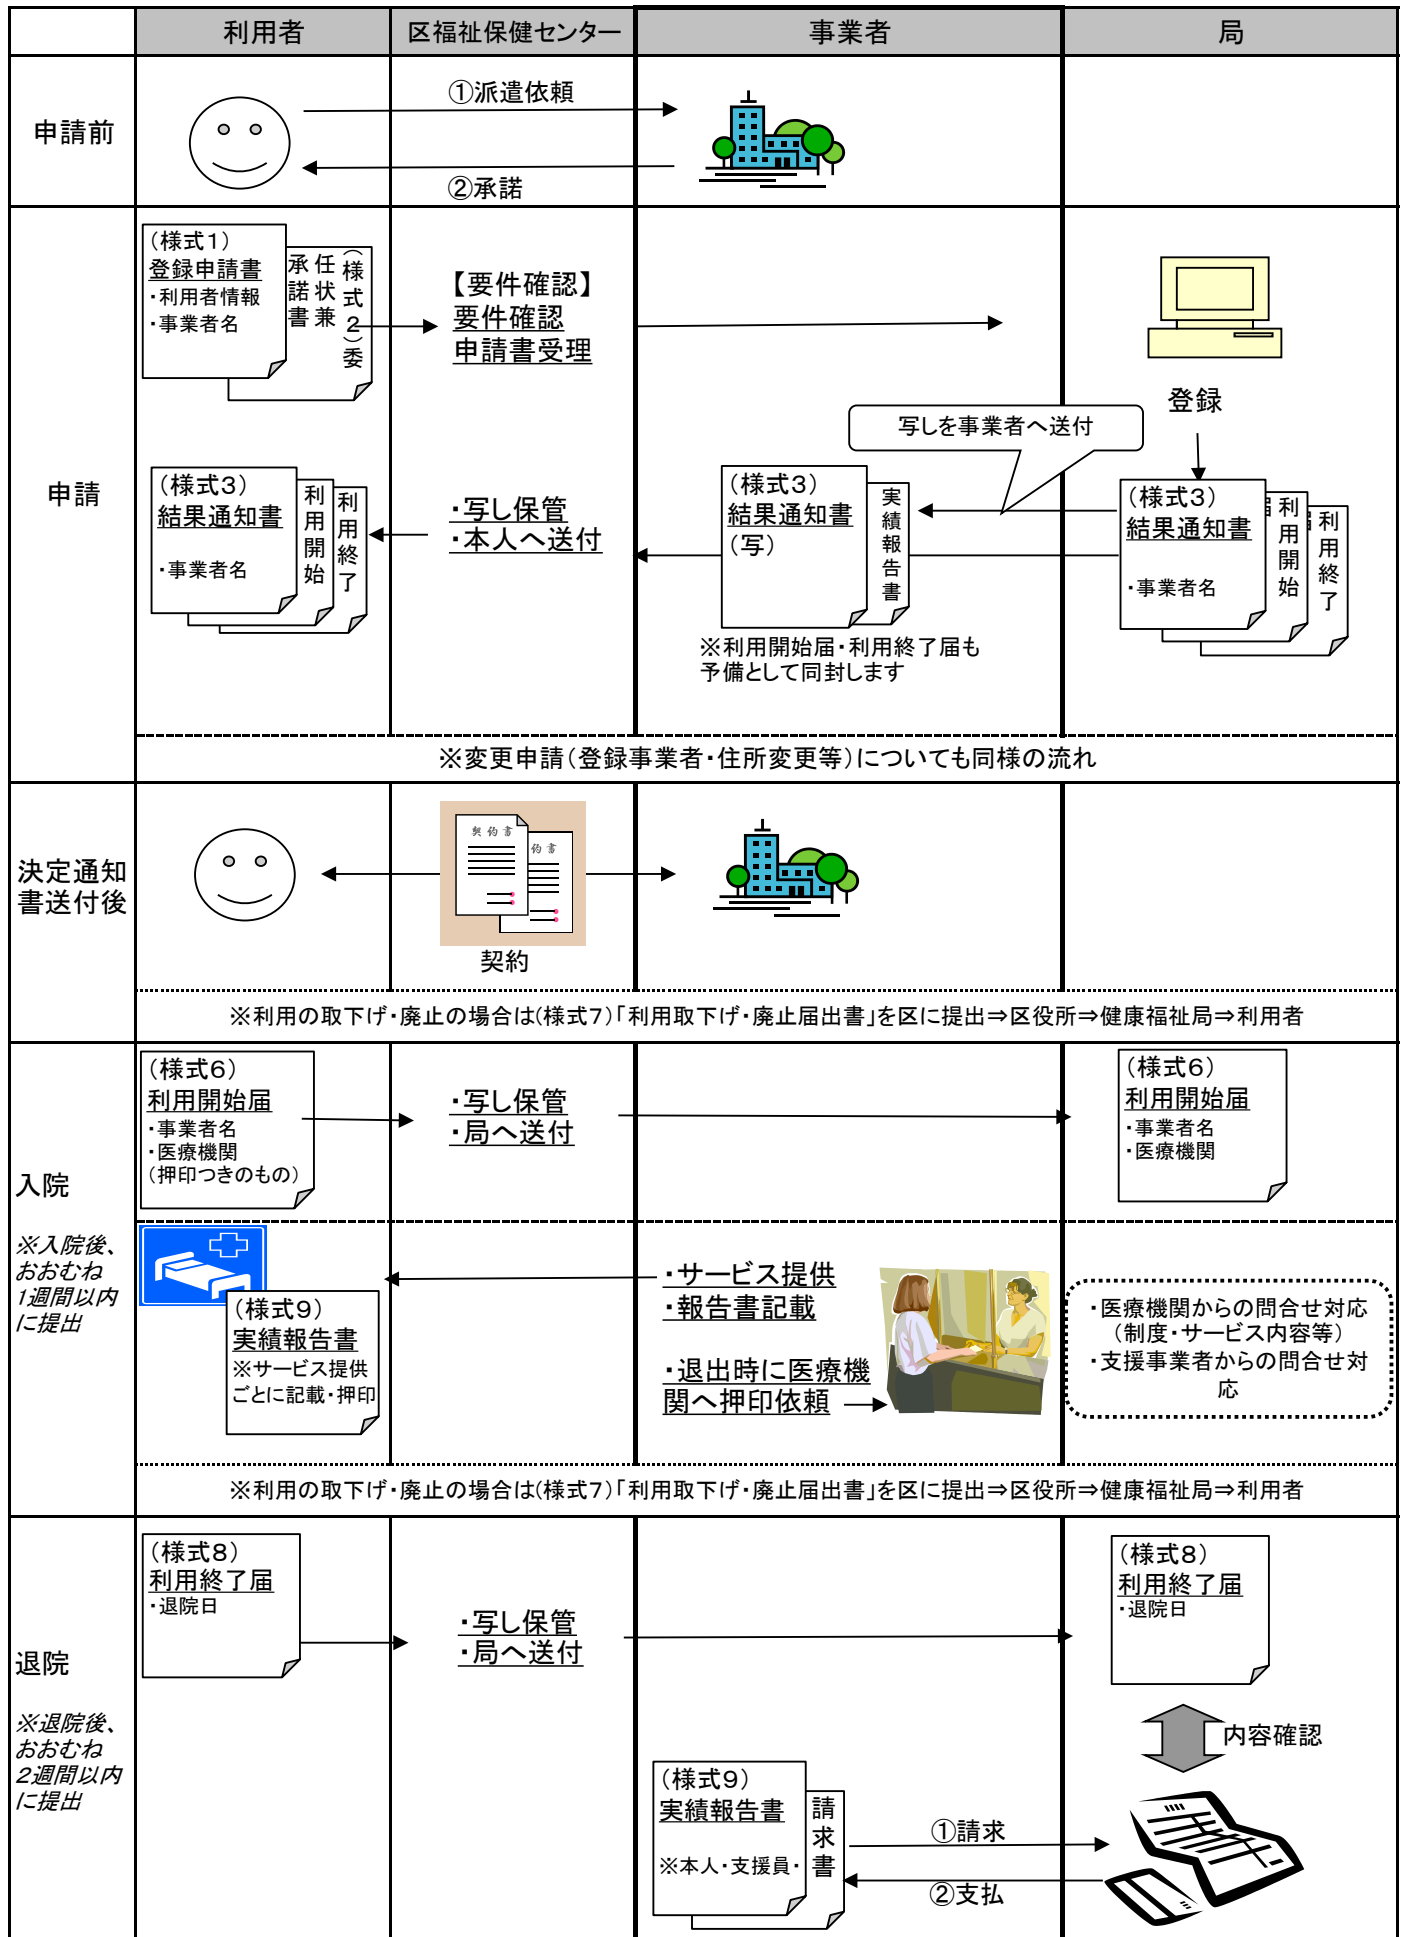 利用者
区福祉保健センター
事業者
局
申請前
①派遣依頼
②承諾
申請
(様式1)
登録申請書
・利用者情報
・事業者名
(様式2)委
任状兼
承諾書
【要件確認】
要件確認
申請書受理
登録
写しを事業者へ送付
(様式3)
結果通知書
・事業者名
利用開始
利用終了
・写し保管
・本人へ送付
(様式3)
結果通知書
(写)
実績報告書
※利用開始届・利用終了届も
予備として同封します
(様式3)
結果通知書
・事業者名
利用開始
利用終了
※変更申請(登録事業者・住所変更等)についても同様の流れ
決定通知
書送付後
契約書
約書
契約
※利用の取下げ・廃止の場合は(様式7)「利用取下げ・廃止届出書」を区に提出⇒区役所⇒健康福祉局⇒利用者
入院
※入院後、
おおむね
1週間以内
に提出
(様式6)
利用開始届
・事業者名
・医療機関
(押印つきのもの)
・写し保管
・局へ送付
(様式6)
利用開始届
・事業者名
・医療機関
(様式9)
実績報告書
※サービス提供
ごとに記載・押印
・サービス提供
・報告書記載
・退出時に医療機
関へ押印依頼
・医療機関からの問合せ対応
(制度・サービス内容等)
・支援事業者からの問合せ対
応
※利用の取下げ・廃止の場合は(様式7)「利用取下げ・廃止届出書」を区に提出⇒区役所⇒健康福祉局⇒利用者
退院
※退院後、
おおむね
2週間以内
に提出
(様式8)
利用終了届
・退院日
・写し保管
・局へ送付
(様式8)
利用終了届
・退院日
内容確認
(様式9)
実績報告書
※本人・支援員・
請求書
①請求
②支払